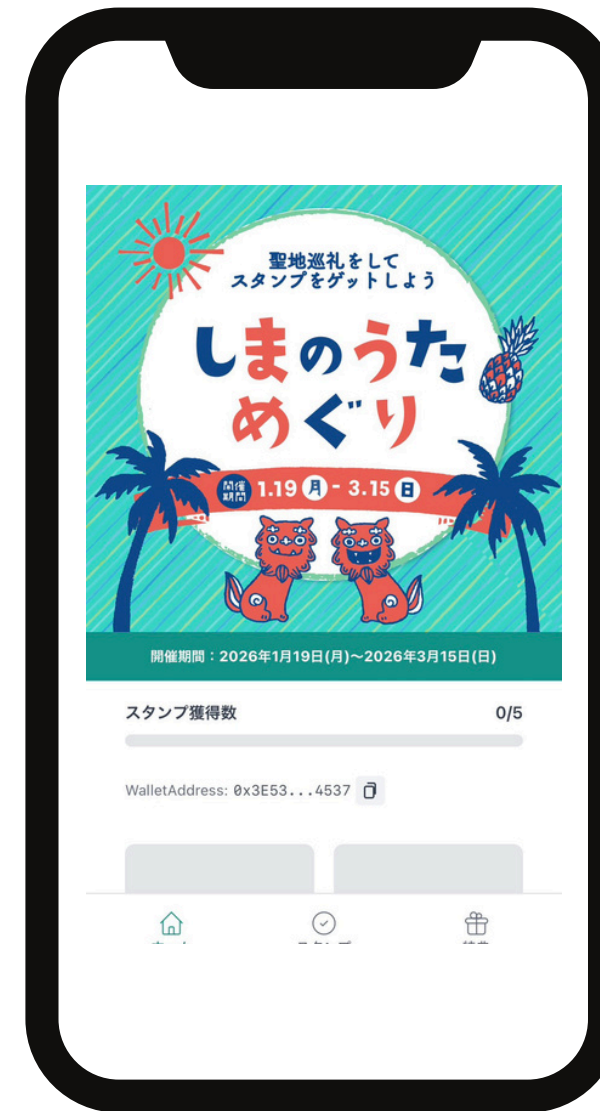 聖地巡礼をして
スタンプをゲットしよう
しまのうた
めぐり
開催期間 1.19 月 - 3.15 日
開催期間：2026年1月19日(月)～2026年3月15日(日)
スタンプ獲得数 0/5
WalletAddress: 0x3E53...4537